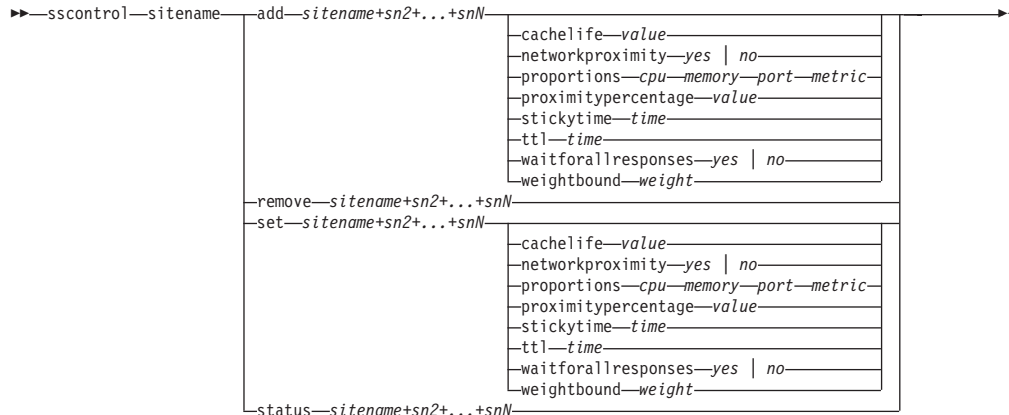 sscontrol sitename add sitename+sn2+...+snN
cachelife value
networkproximity yes | no
proportions cpu memory port metric
proximitypercentage value
stickytime time
ttl time
waitforallresponses yes | no
weightbound weight
remove sitename+sn2+...+snN
set sitename+sn2+...+snN
cachelife value
networkproximity yes | no
proportions cpu memory port metric
proximitypercentage value
stickytime time
ttl time
waitforallresponses yes | no
weightbound weight
status sitename+sn2+...+snN